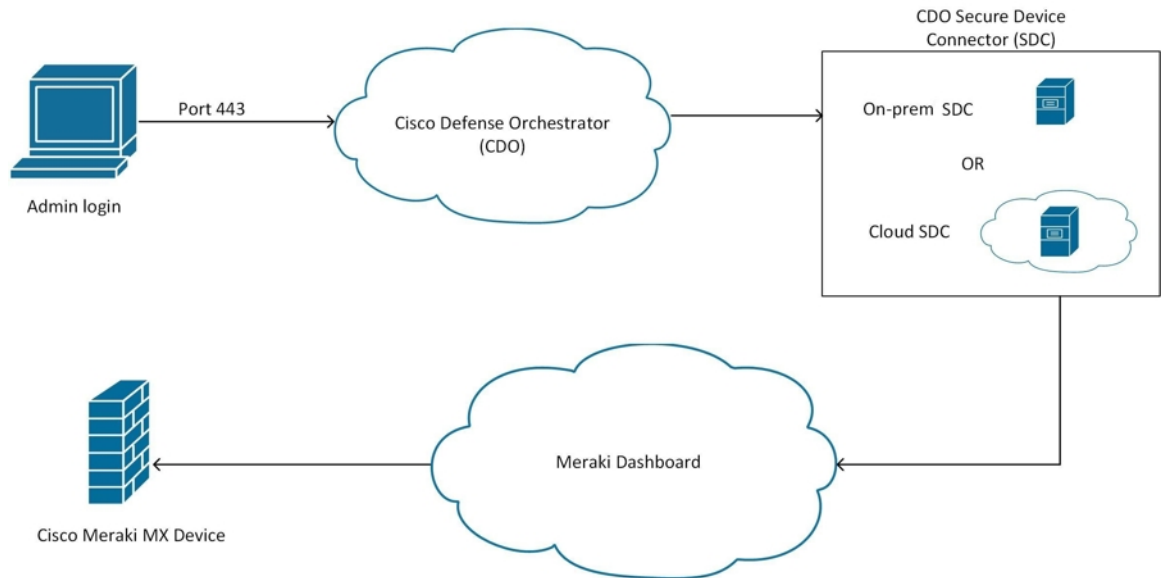 CDO Secure Device
Connector (SDC)
Port 443
Cisco Defense Orchestrator
(CDO)
On-prem SDC
OR
Cloud SDC
Admin login
Meraki Dashboard
Cisco Meraki MX Device